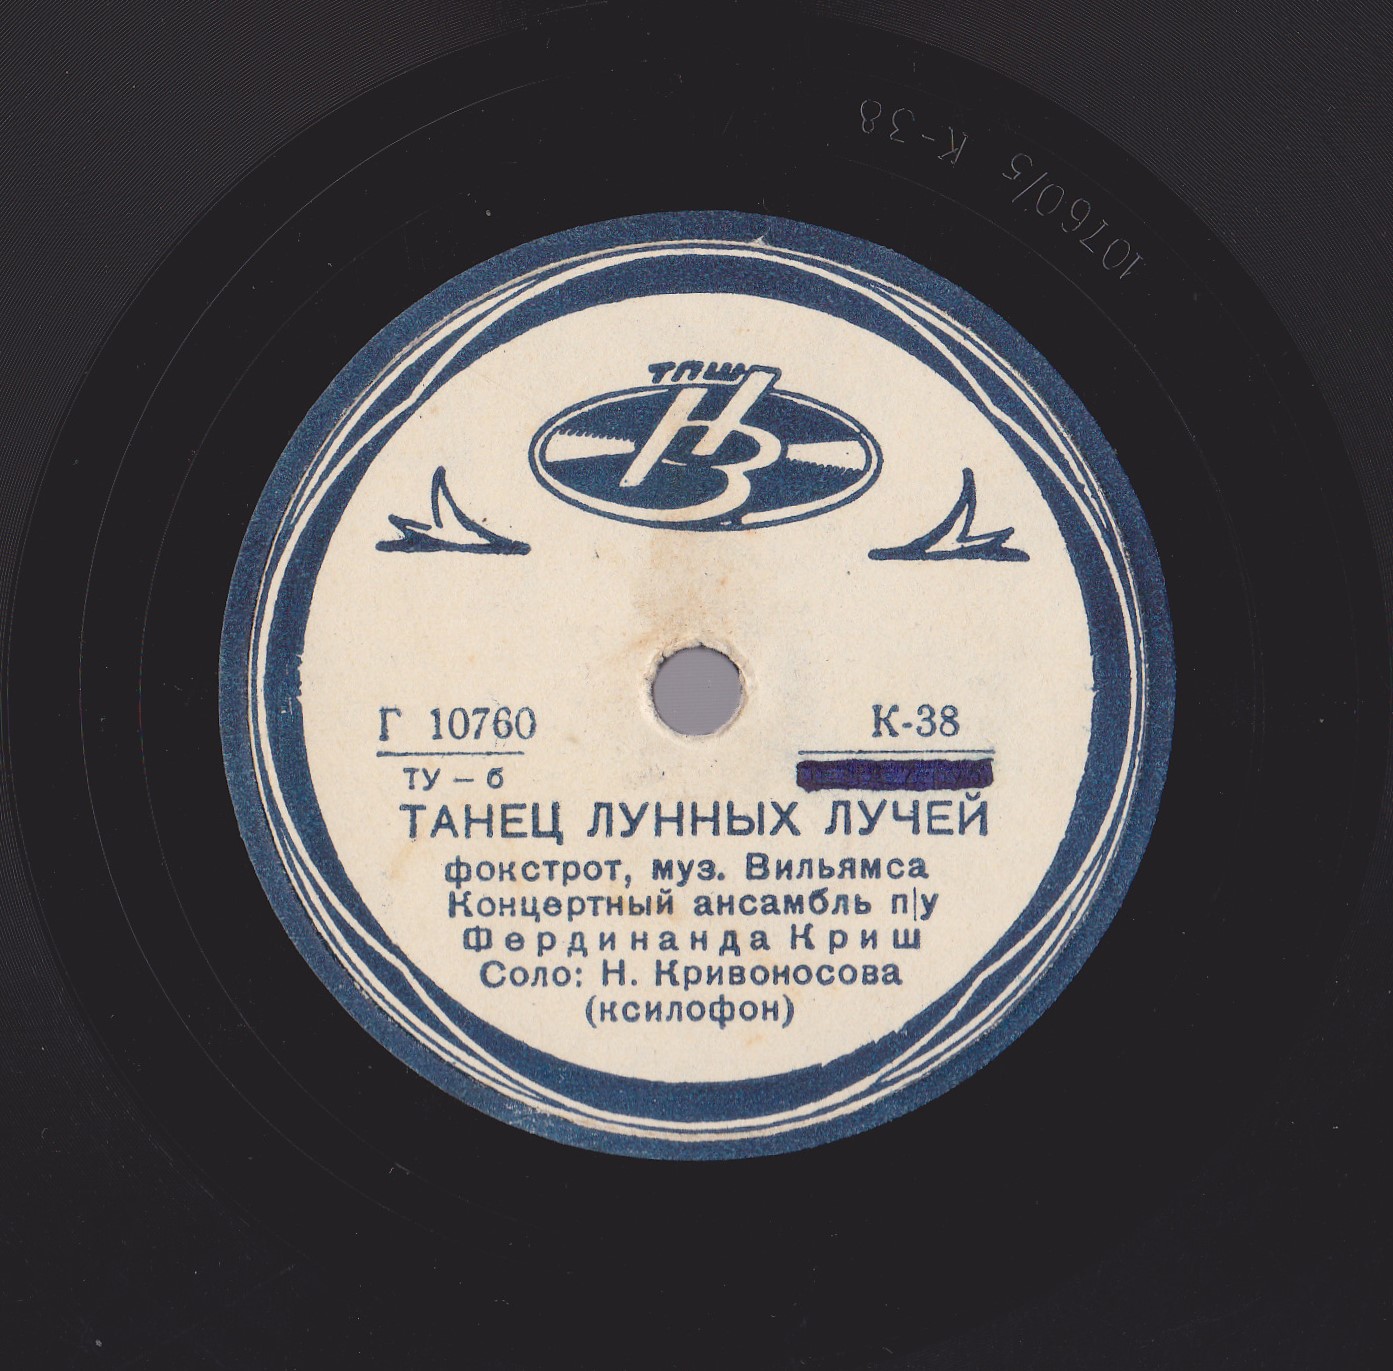 10760/5 К-38
ТПШ
НЗ
Г 10760
К-38
ТУ – б
ТАНЕЦ ЛУННЫХ ЛУЧЕЙ
фокстрот, муз. Вильямса
Концертный ансамбль п/у
Фердинанда Криш
Соло: Н. Кривоносова
(ксилофон)